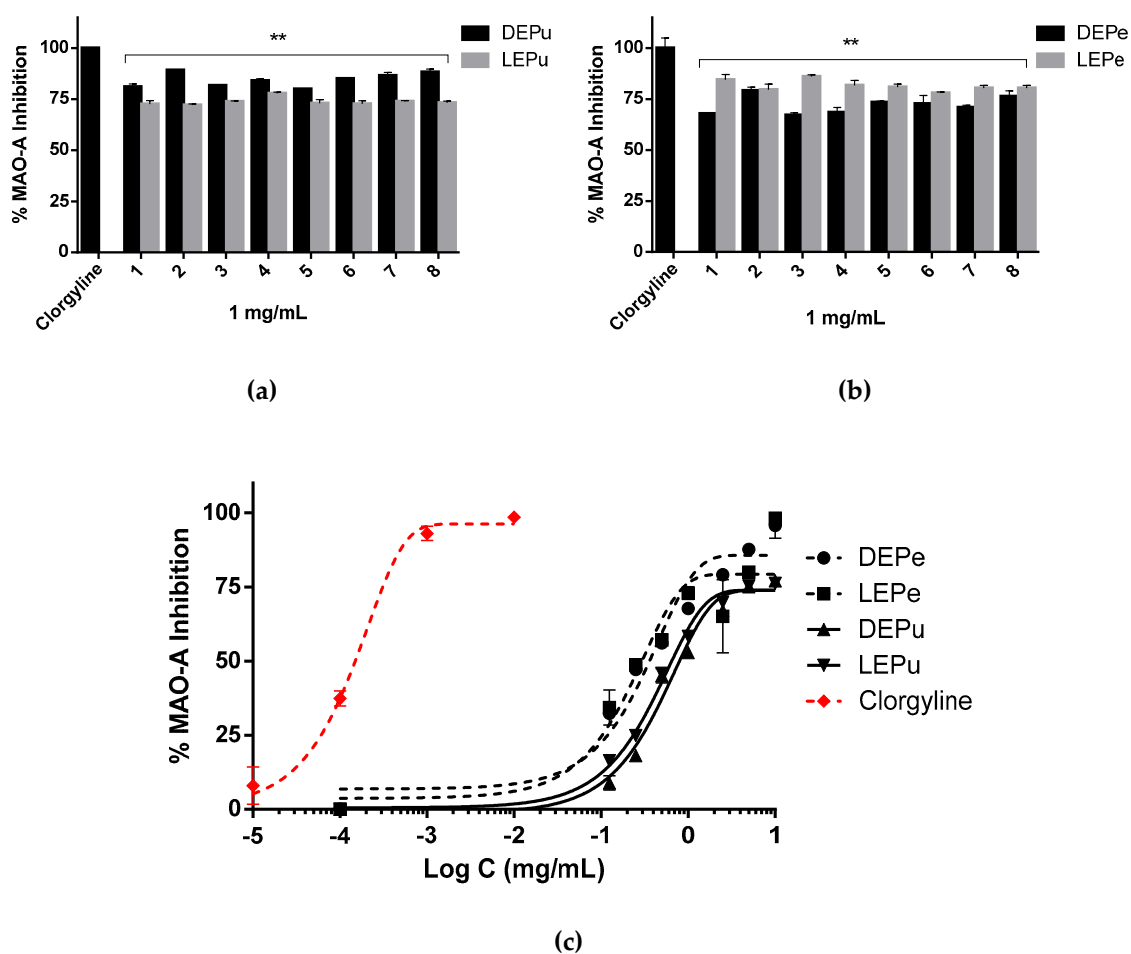 DEPu
LEPu
**
% MAO-A Inhibition
100
75
50
25
0
Clorgyline
1
2
3
4
5
6
7
8
1 mg/mL
(a)
DEPe
LEPe
**
% MAO-A Inhibition
100
75
50
25
0
Clorgyline
1
2
3
4
5
6
7
8
1 mg/mL
(b)
% MAO-A Inhibition
100
75
50
25
0
-5
-4
-3
-2
-1
0
1
Log C (mg/mL)
DEPe
LEPe
DEPu
LEPu
Clorgyline
(c)